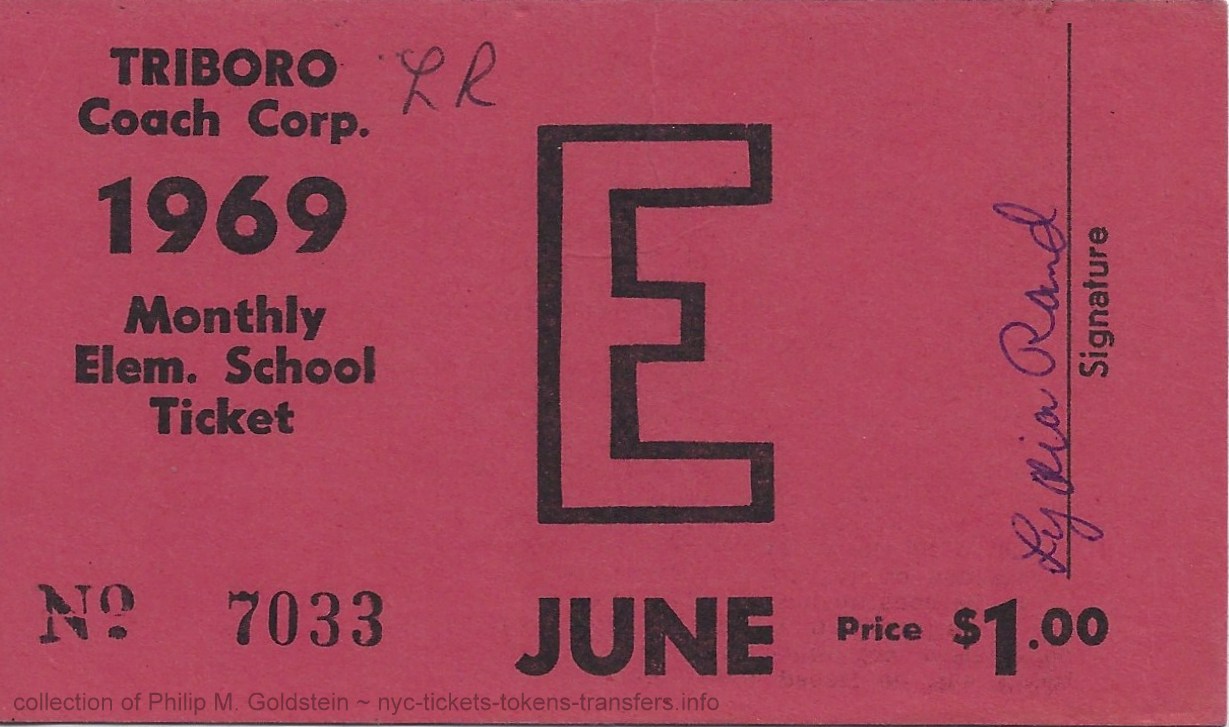 TRIBORO
Coach Corp.
LR
1969
Monthly
Elem. School
Ticket
No 7033
E
JUNE
Price $1.00
Lydia Rand
Signature
collection of Philip M. Goldstein ~ nyc-tickets-tokens-transfers.info